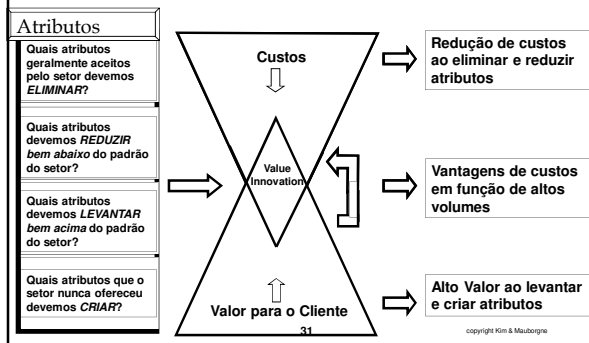 Atributos
Quais atributos
geralmente aceitos
pelo setor devemos
ELIMINAR?
Quais atributos
devemos REDUZIR
bem abaixo do padrão
do setor?
Quais atributos
devemos LEVANTAR
bem acima do padrão
do setor?
Quais atributos que o
setor nunca ofereceu
devemos CRIAR?
Custos
Value
Innovation
Valor para o Cliente
31
Redução de custos
ao eliminar e reduzir
atributos
Vantagens de custos
em função de altos
volumes
Alto Valor ao levantar
e criar atributos
copyright Kim & Mauborgne